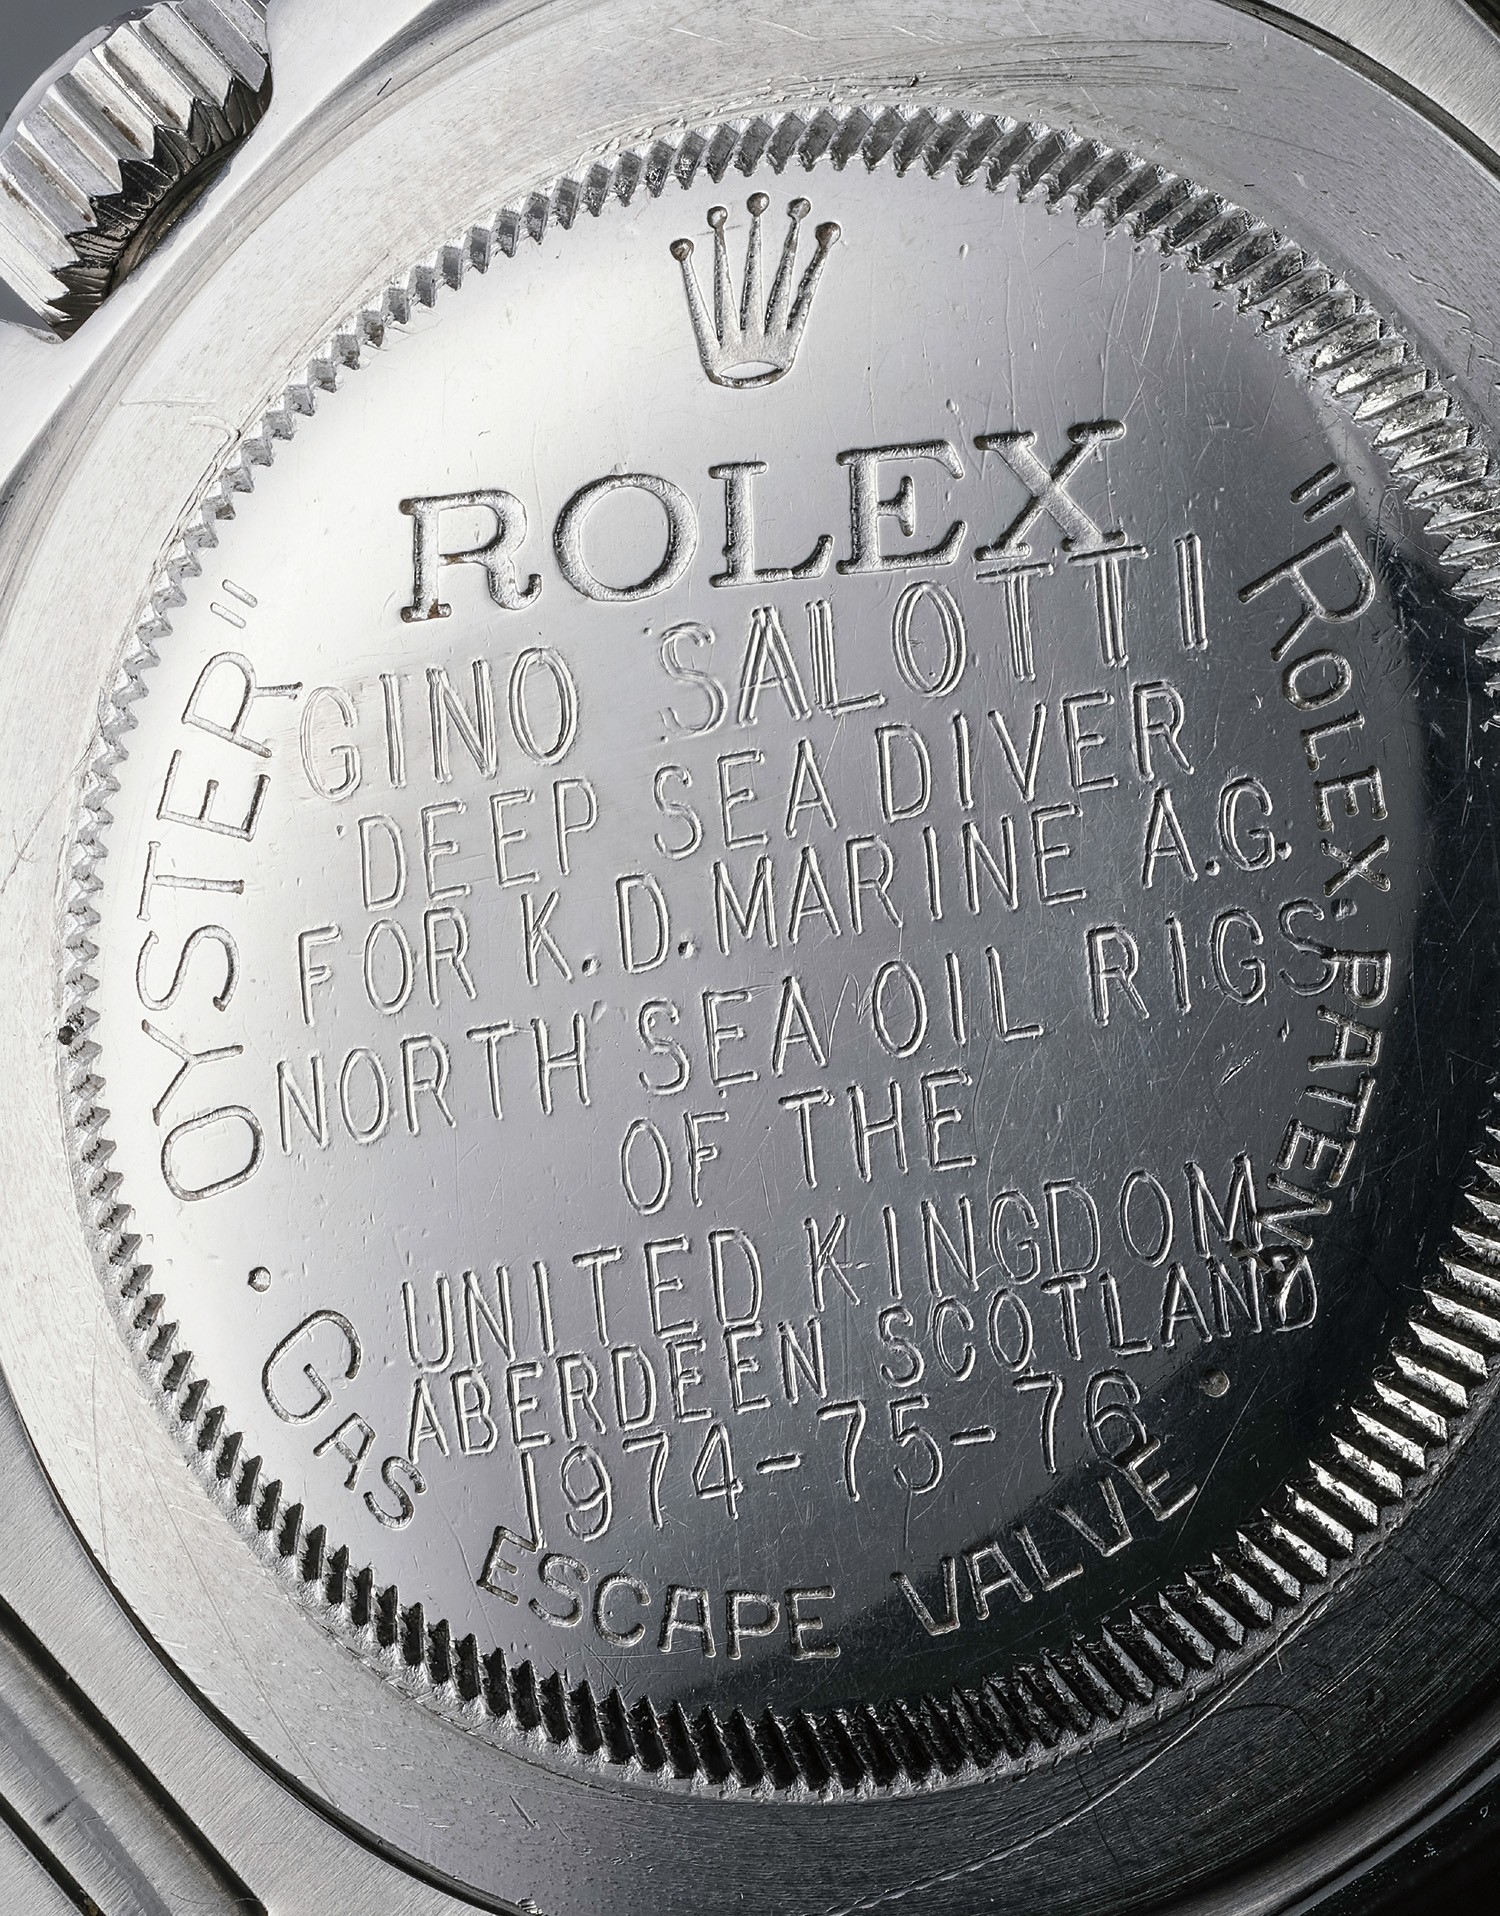 ROLEX
GINO SALOTTI
DEEP SEA DIVER
FOR K.D.MARINE A.G.
NORTH SEA OIL RIGS
OF THE
UNITED KINGDOM
ABERDEEN SCOTLAND
1974-75-76
"ROLEX.PATENT
GAS ESCAPE VALVE
OYSTER"